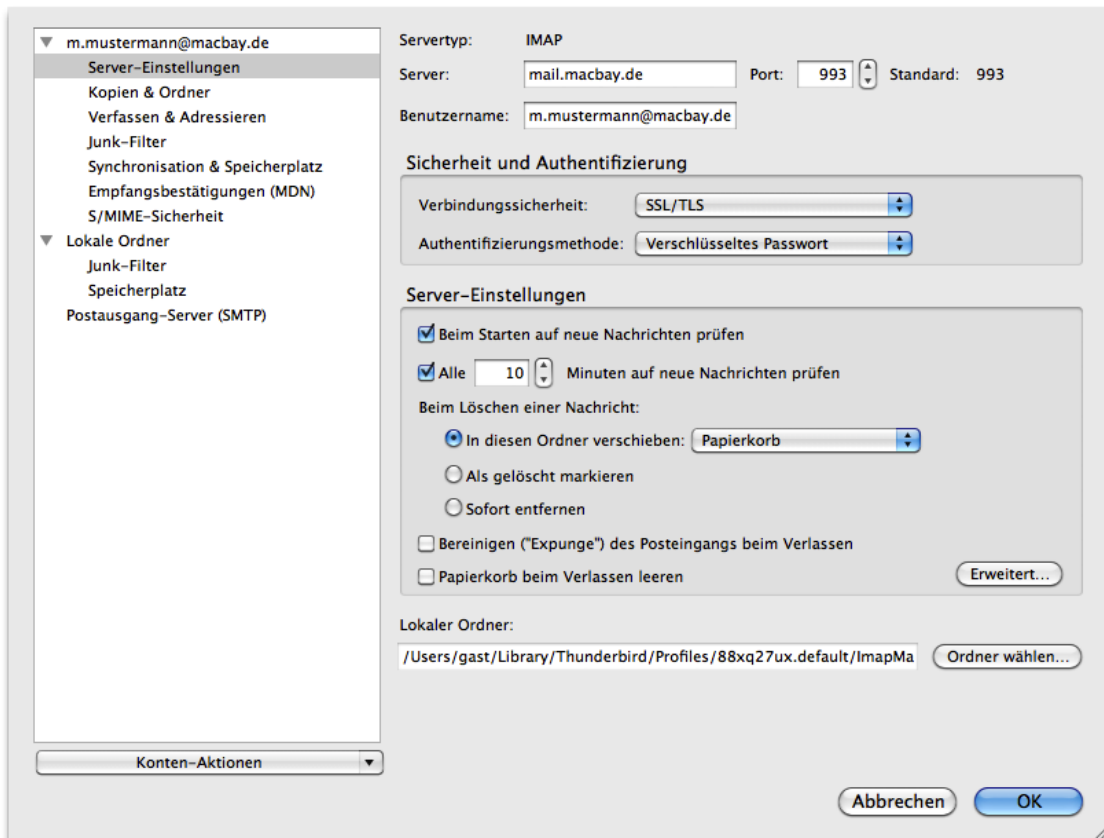 m.mustermann@macbay.de
Server-Einstellungen
Kopien & Ordner
Verfassen & Adressieren
Junk-Filter
Synchronisation & Speicherplatz
Empfangsbestätigungen (MDN)
S/MIME-Sicherheit
Lokale Ordner
Junk-Filter
Speicherplatz
Postausgang-Server (SMTP)
Konten-Aktionen
Servertyp: IMAP
Server: mail.macbay.de Port: 993 Standard: 993
Benutzername: m.mustermann@macbay.de
Sicherheit und Authentifizierung
Verbindungssicherheit: SSL/TLS
Authentifizierungsmethode: Verschlüsseltes Passwort
Server-Einstellungen
Beim Starten auf neue Nachrichten prüfen
Alle 10 Minuten auf neue Nachrichten prüfen
Beim Löschen einer Nachricht:
In diesen Ordner verschieben: Papierkorb
Als gelöscht markieren
Sofort entfernen
Bereinigen ("Expunge") des Posteingangs beim Verlassen
Papierkorb beim Verlassen leeren
Erweitert...
Lokaler Ordner:
/Users/gast/Library/Thunderbird/Profiles/88xq27ux.default/ImapMa Ordner wählen...
Abbrechen OK